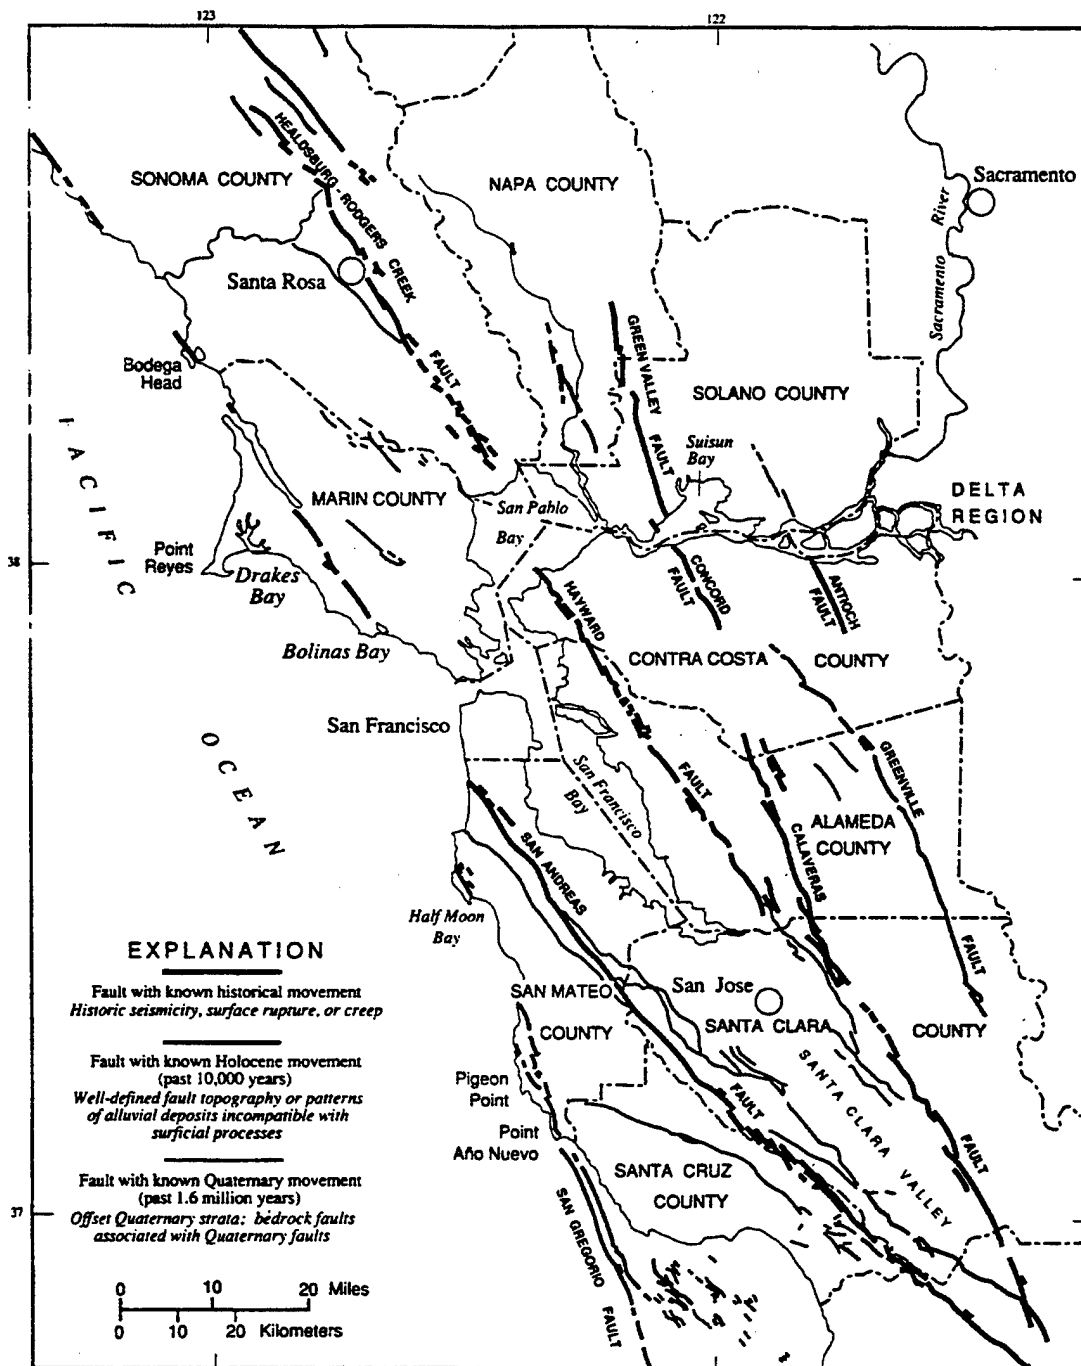 123
122
SONOMA COUNTY
HEALDSBURG - RODGERS CREEK
FAULT
NAPA COUNTY
Sacramento
Sacramento River
Santa Rosa
GREEN VALLEY
FAULT
Bodega
Head
SOLANO COUNTY
Suisun
Bay
MARIN COUNTY
San Pablo
Bay
DELTA
REGION
ACIFIC
OCEAN
38
Point
Reyes
Drakes
Bay
Bolinas Bay
HAYWARD
FAULT
CONCORD
FAULT
ANTIOCH
FAULT
CONTRA COSTA
COUNTY
San Francisco
San Francisco
Bay
GREENVILLE
FAULT
ALAMEDA
COUNTY
CALAVERAS
FAULT
SAN ANDREAS
FAULT
Half Moon
Bay
SAN MATEO
COUNTY
San Jose
SANTA CLARA
COUNTY
SANTA CLARA VALLEY
Pigeon
Point
Point
Año Nuevo
SANTA CRUZ
COUNTY
SAN GREGORIO
FAULT
37
EXPLANATION
Fault with known historical movement
Historic seismicity, surface rupture, or creep
Fault with known Holocene movement
(past 10,000 years)
Well-defined fault topography or patterns
of alluvial deposits incompatible with
surficial processes
Fault with known Quaternary movement
(past 1.6 million years)
Offset Quaternary strata; bedrock faults
associated with Quaternary faults
0 10 20 Miles
0 10 20 Kilometers